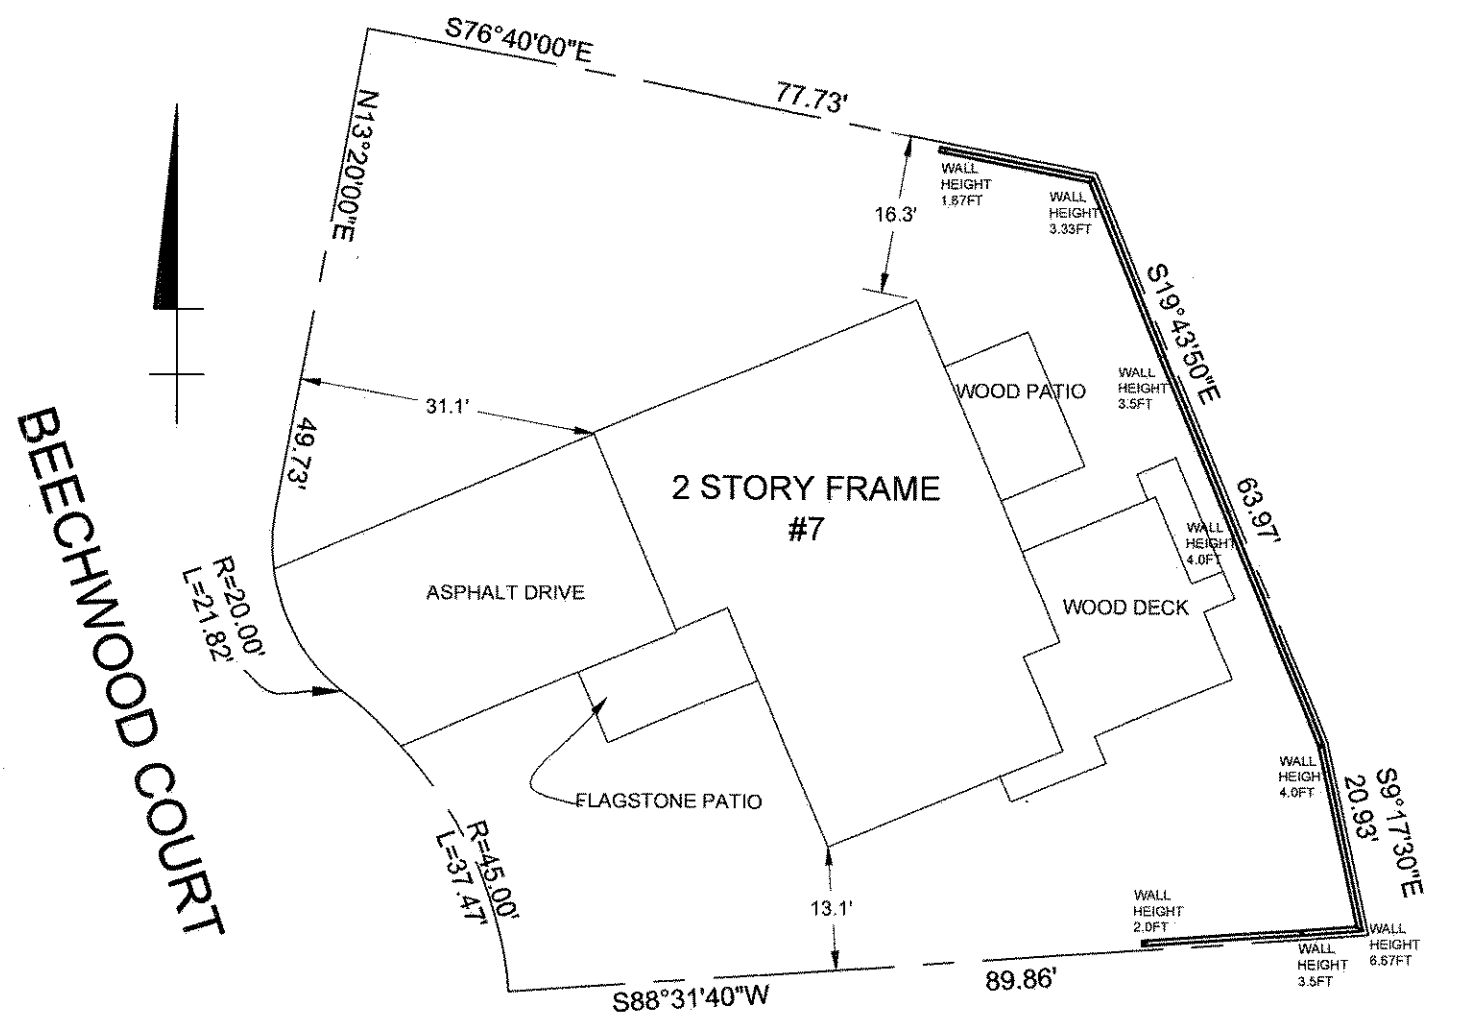 S76°40'00"E
77.73'
N13°20'00"E
49.73'
WALL
HEIGHT
1.67FT
WALL
HEIGHT
3.33FT
16.3'
S19°43'50"E
63.97'
31.1'
WOOD PATIO
WALL
HEIGHT
3.5FT
2 STORY FRAME
#7
WALL
HEIGHT
4.0FT
BEECHWOOD COURT
R=20.00'
L=21.82'
ASPHALT DRIVE
WOOD DECK
FLAGSTONE PATIO
WALL
HEIGHT
4.0FT
S9°17'30"E
20.93'
R=45.00'
L=37.47'
13.1'
WALL
HEIGHT
2.0FT
WALL
HEIGHT
6.67FT
WALL
HEIGHT
3.5FT
S88°31'40"W
89.86'